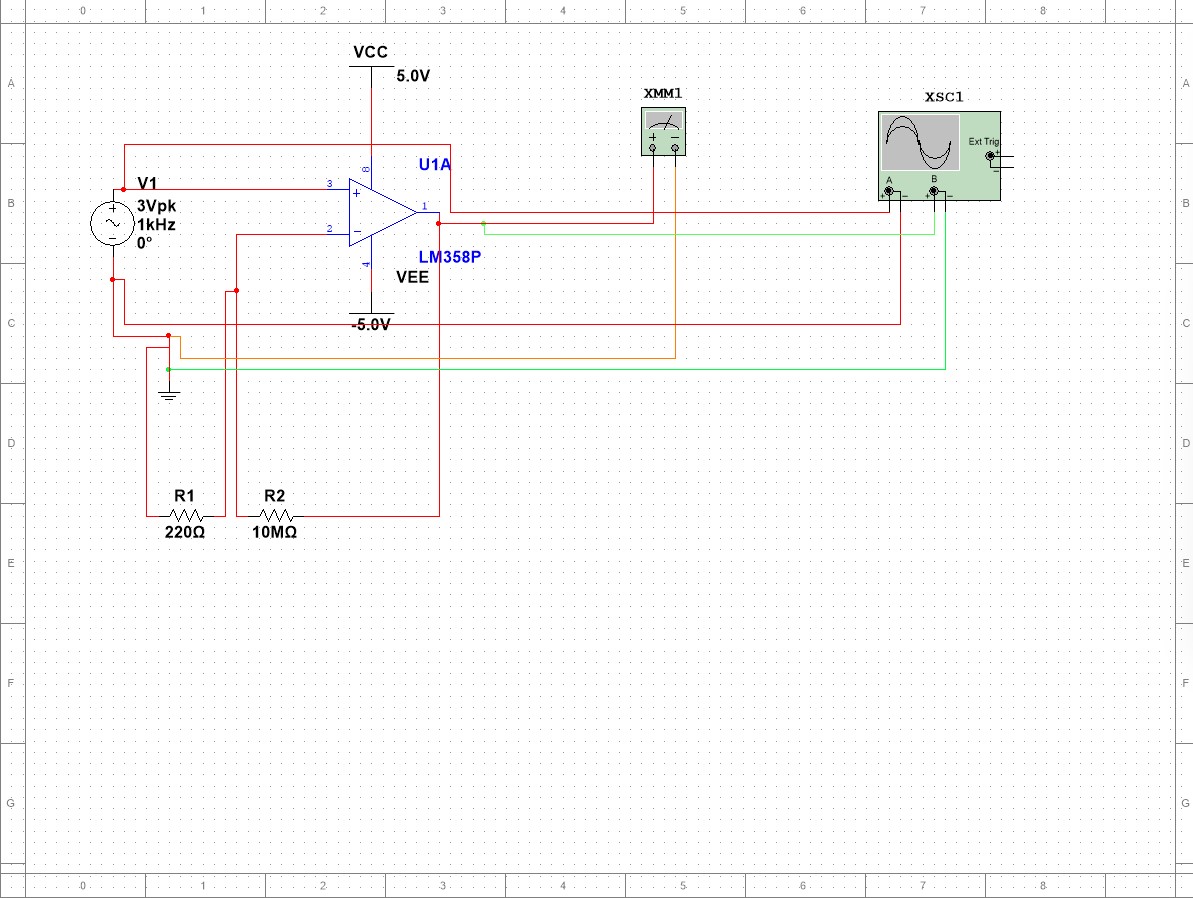 0 1 2 3 4 5 6 7 8
A A
VCC
5.0V
XMM1
+ −
XSC1
Ext Trig
+
−
A B
+ − + −
B B
V1
3Vpk
1kHz
0°
+
−
U1A
3
2
8
4
1
+
−
LM358P
VEE
-5.0V
C C
D D
R1
220Ω
R2
10MΩ
E E
F F
G G
0 1 2 3 4 5 6 7 8